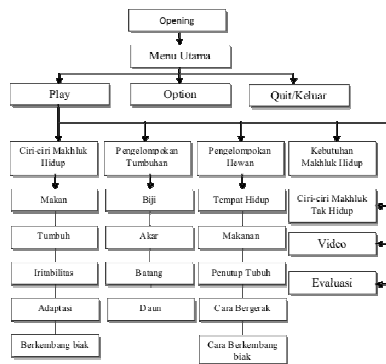 Opening
Menu Utama
Play
Option
Quit/Keluar
Ciri-ciri Makhluk
Hidup
Pengelompokan
Tumbuhan
Pengelompokan
Hewan
Kebutuhan
Makhluk Hidup
Makan
Biji
Tempat Hidup
Ciri-ciri Makhluk
Tak Hidup
Tumbuh
Akar
Makanan
Video
Iritabilitas
Batang
Penutup Tubuh
Evaluasi
Adaptasi
Daun
Cara Bergerak
Berkembang biak
Cara Berkembang
biak